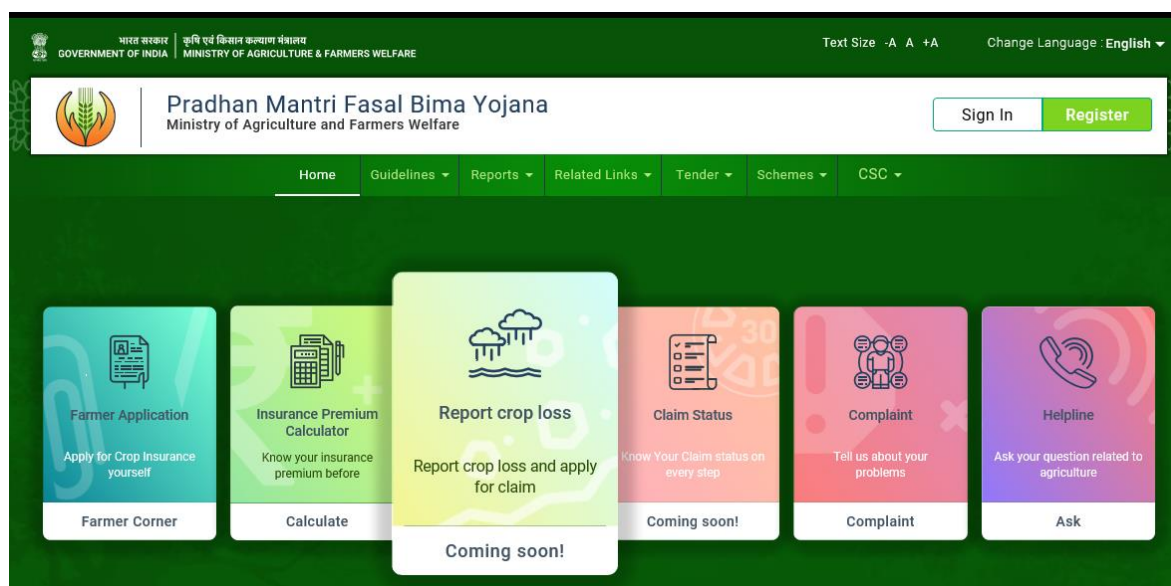 भारत सरकार
GOVERNMENT OF INDIA
कृषि एवं किसान कल्याण मंत्रालय
MINISTRY OF AGRICULTURE & FARMERS WELFARE
Text Size -A A +A
Change Language : English
Pradhan Mantri Fasal Bima Yojana
Ministry of Agriculture and Farmers Welfare
Sign In
Register
Home Guidelines Reports Related Links Tender Schemes CSC
Farmer Application
Apply for Crop Insurance
yourself
Farmer Corner
Insurance Premium
Calculator
Know your insurance
premium before
Calculate
Report crop loss
Report crop loss and apply
for claim
Coming soon!
30
Claim Status
Know Your Claim status on
every step
Coming soon!
Complaint
Tell us about your
problems
Complaint
Helpline
Ask your question related to
agriculture
Ask